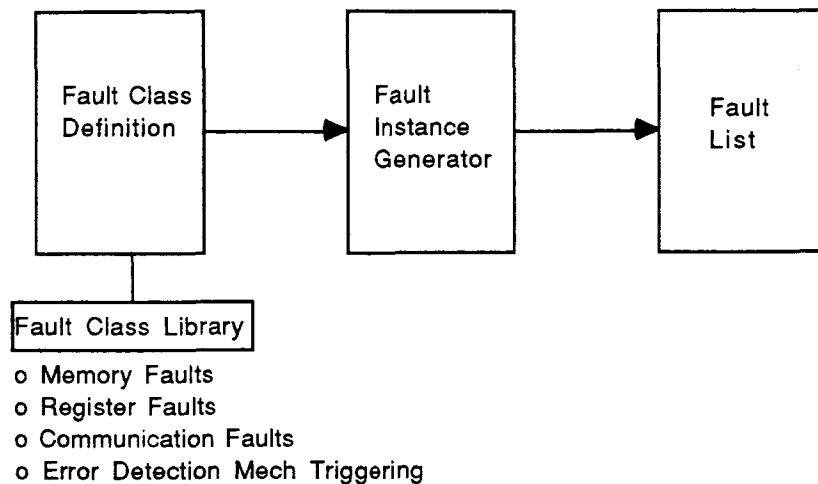 Fault Class
Definition
Fault
Instance
Generator
Fault
List
Fault Class Library
o Memory Faults
o Register Faults
o Communication Faults
o Error Detection Mech Triggering